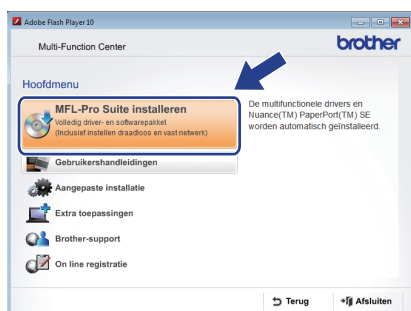 Adobe Flash Player 10
Multi-Function Center
brother
Hoofdmenu
MFL-Pro Suite installeren
Volledig driver- en softwarepakket
(Inclusief instellen draadloos en vast netwerk)
De multifunctionele drivers en
Nuance(TM) PaperPort(TM) SE
worden automatisch geïnstalleerd.
Gebruikershandleidingen
Aangepaste installatie
Extra toepassingen
Brother-support
On line registratie
Terug
Afsluiten